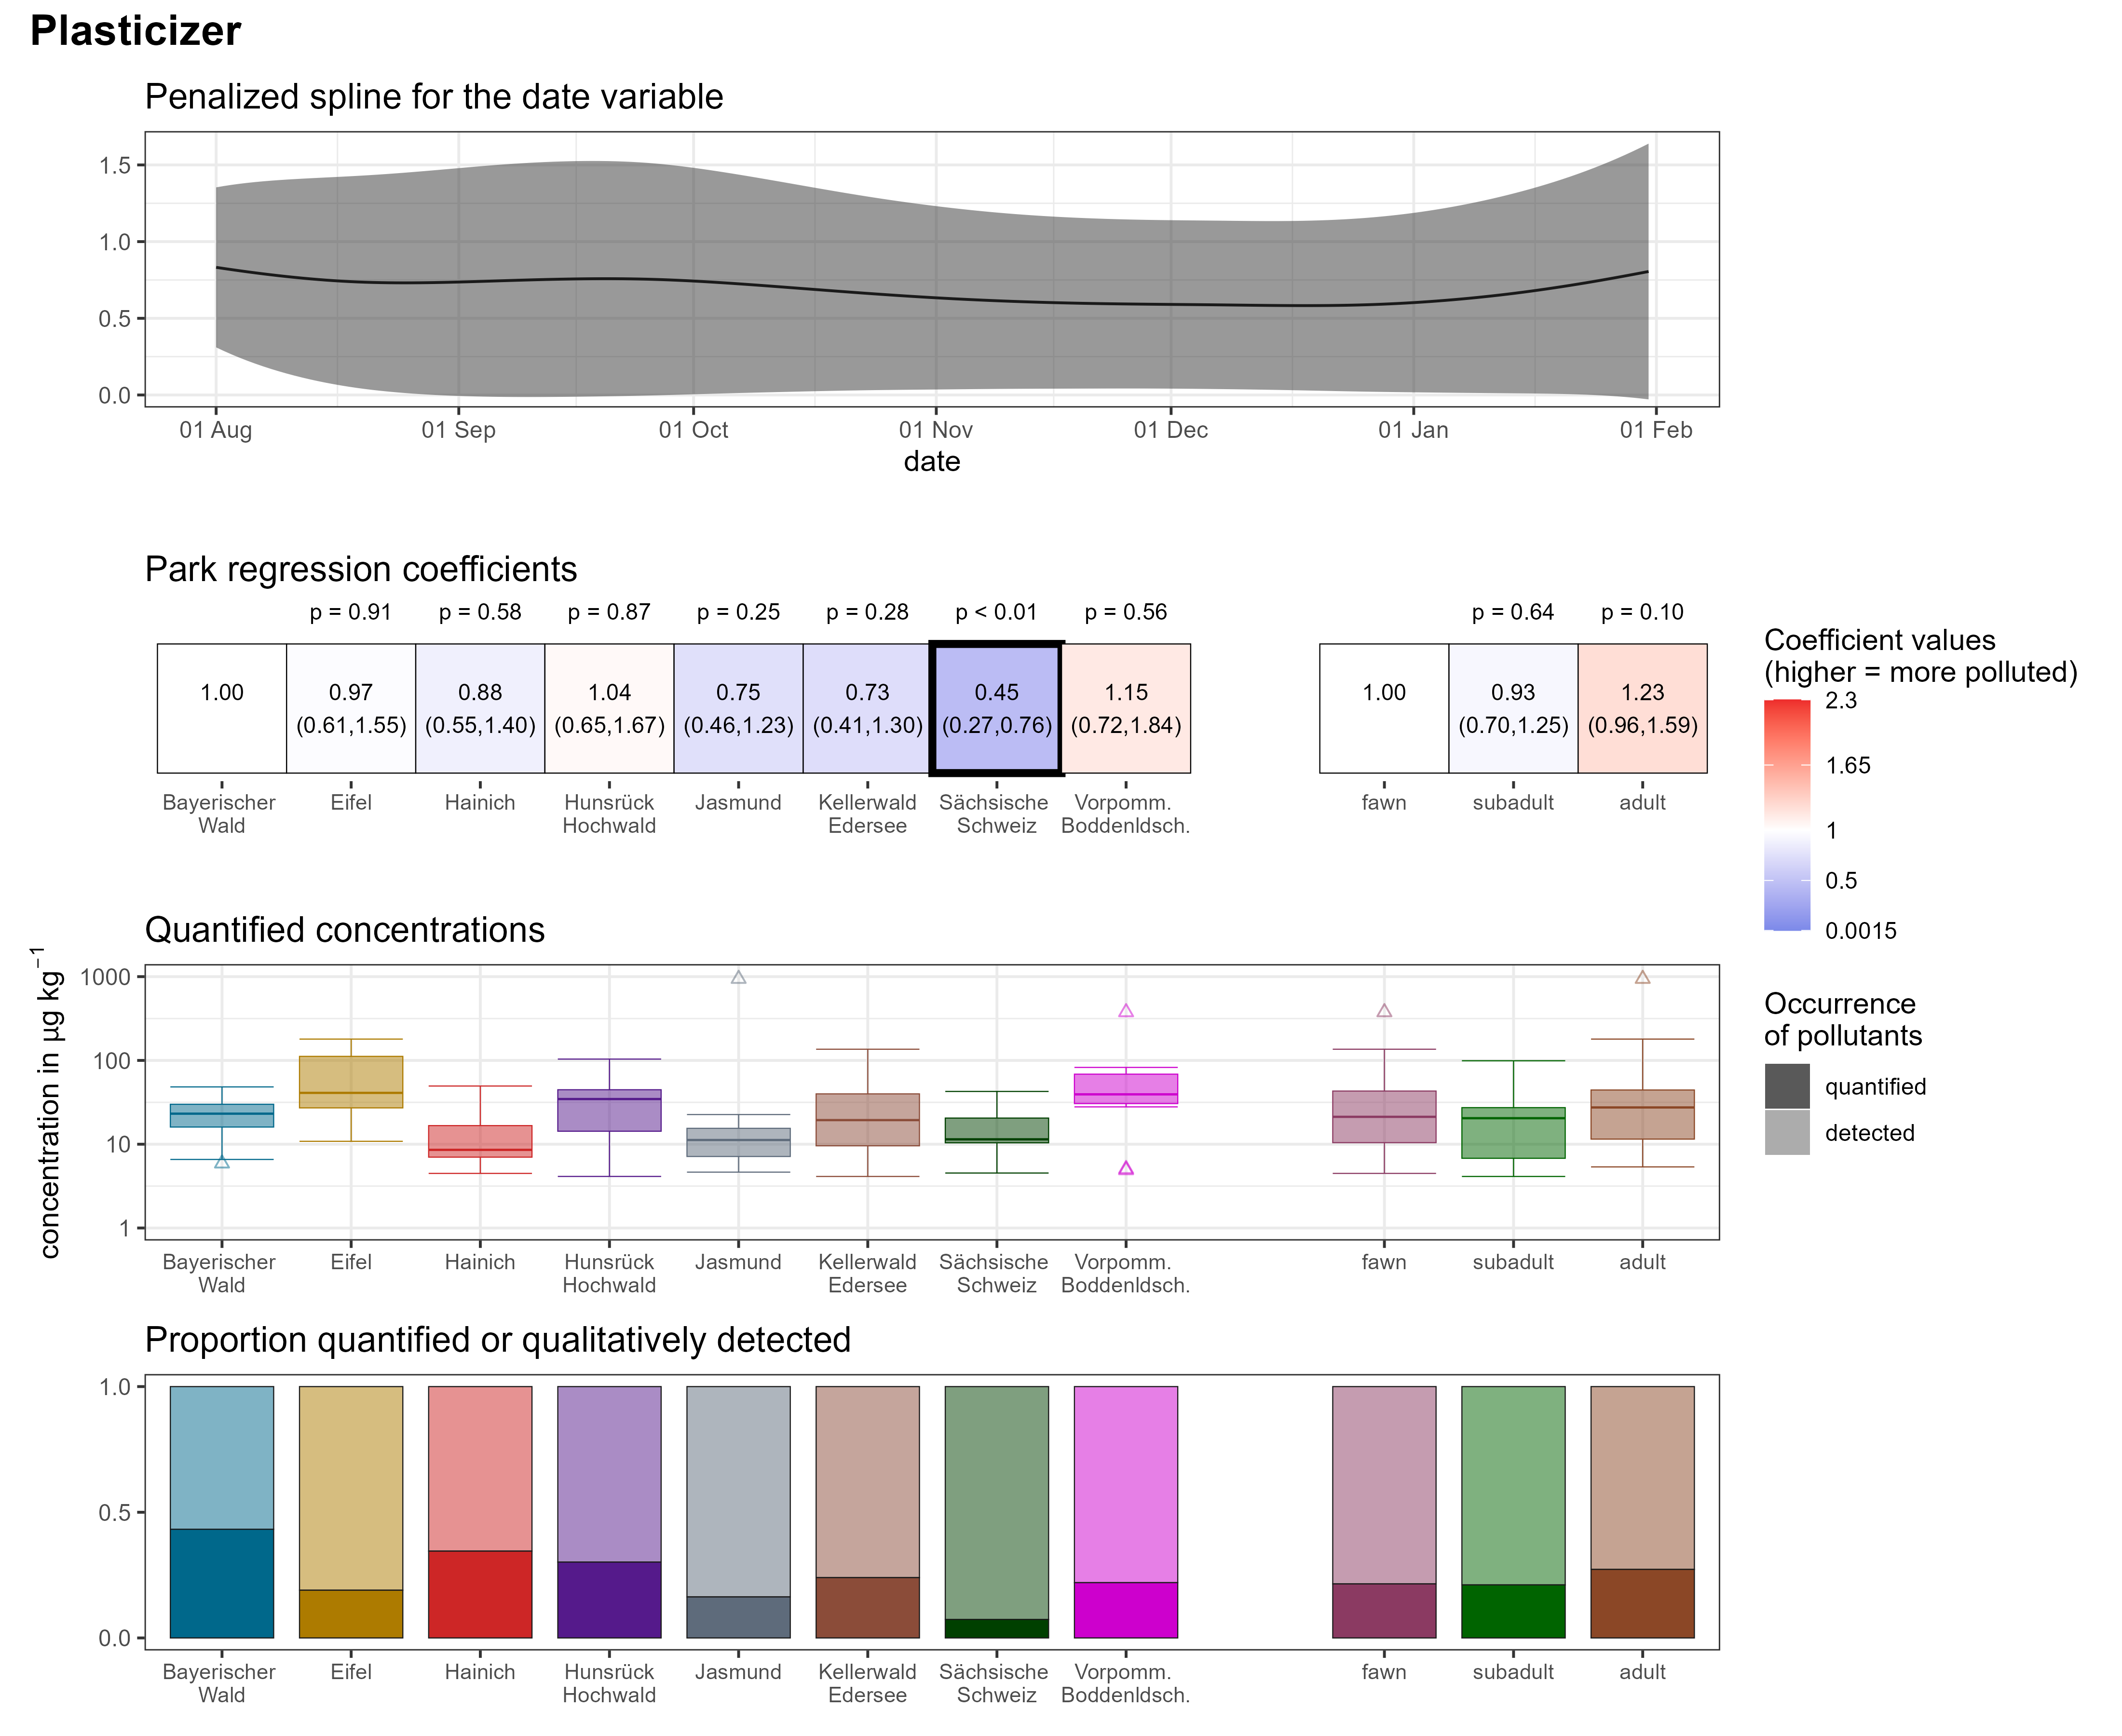 Plasticizer
Penalized spline for the date variable
1.5
1.0
0.5
0.0
01 Aug 01 Sep 01 Oct 01 Nov 01 Dec 01 Jan 01 Feb
date
Park regression coefficients
p = 0.91 p = 0.58 p = 0.87 p = 0.25 p = 0.28 p < 0.01 p = 0.56 p = 0.64 p = 0.10
1.00 0.97 0.88 1.04 0.75 0.73 0.45 1.15 1.00 0.93 1.23
(0.61,1.55) (0.55,1.40) (0.65,1.67) (0.46,1.23) (0.41,1.30) (0.27,0.76) (0.72,1.84) (0.70,1.25) (0.96,1.59)
Bayerischer Eifel Hainich Hunsrück Jasmund Kellerwald Sächsische Vorpomm. fawn subadult adult
Wald Hochwald Edersee Schweiz Boddenldsch.
Coefficient values
(higher = more polluted)
2.3
1.65
1
0.5
0.0015
Quantified concentrations
concentration in µg kg⁻¹
1000
100
10
1
Bayerischer Eifel Hainich Hunsrück Jasmund Kellerwald Sächsische Vorpomm. fawn subadult adult
Wald Hochwald Edersee Schweiz Boddenldsch.
Occurrence
of pollutants
quantified
detected
Proportion quantified or qualitatively detected
1.0
0.5
0.0
Bayerischer Eifel Hainich Hunsrück Jasmund Kellerwald Sächsische Vorpomm. fawn subadult adult
Wald Hochwald Edersee Schweiz Boddenldsch.